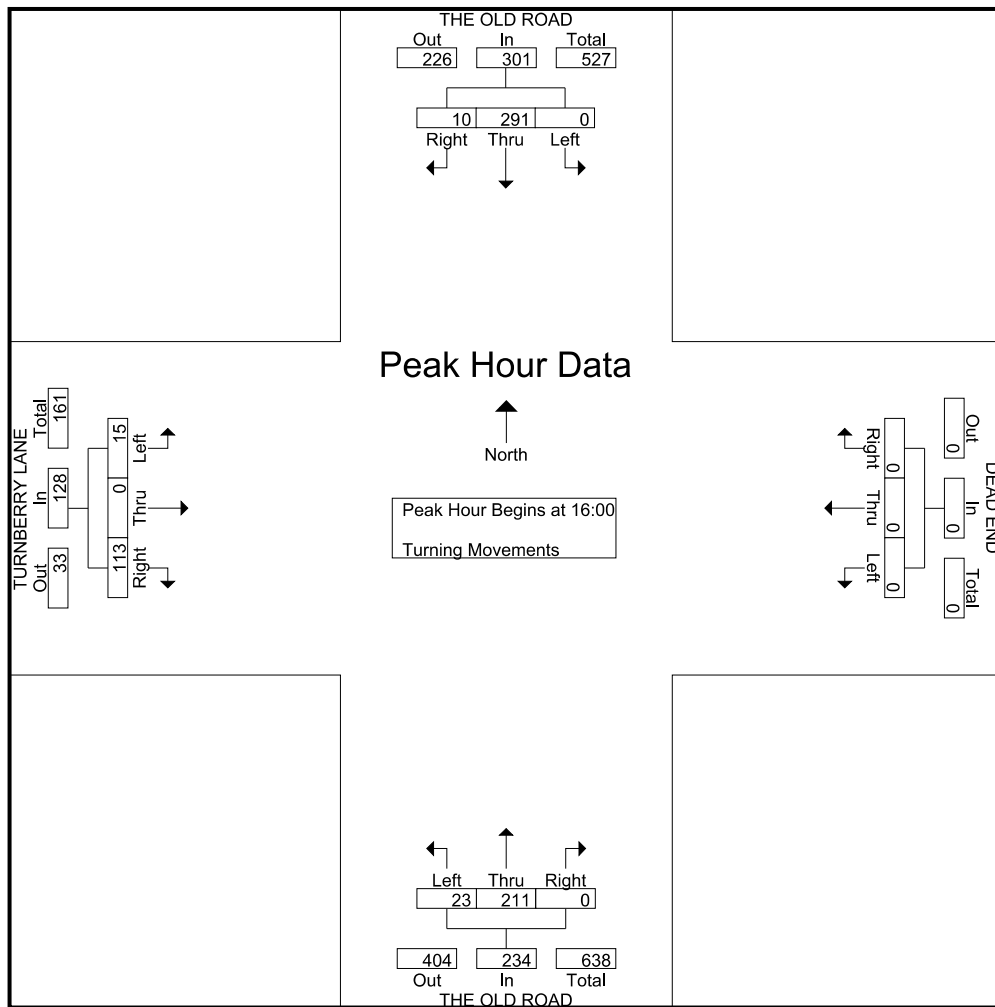 THE OLD ROAD
Out In Total
226 301 527
10 291 0
Right Thru Left
Peak Hour Data
North
Peak Hour Begins at 16:00
Turning Movements
TURNBERRY LANE
Out In Total
33 128 161
113 0 15
Right Thru Left
DEAD END
Out In Total
0 0 0
0 0 0
Right Thru Left
Left Thru Right
23 211 0
404 234 638
Out In Total
THE OLD ROAD